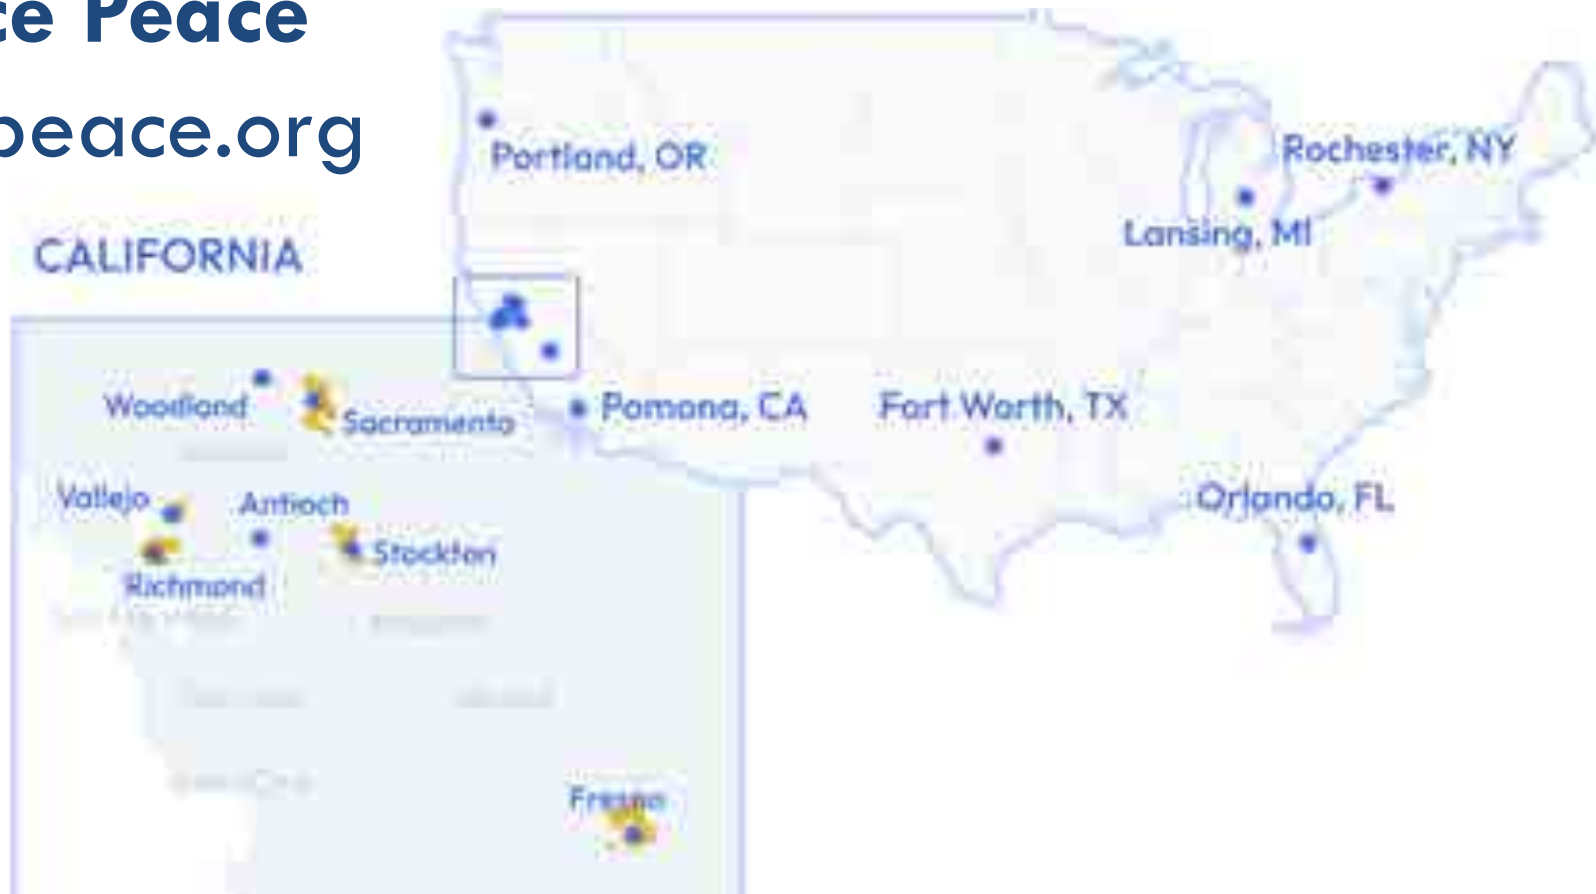 ce Peace
peace.org
Portland, OR
Rochester, NY
Lansing, MI
CALIFORNIA
Pomona, CA
Fort Worth, TX
Woodland
Sacramento
Vallejo
Antioch
Orlando, FL
Stockton
Richmond
Fresno